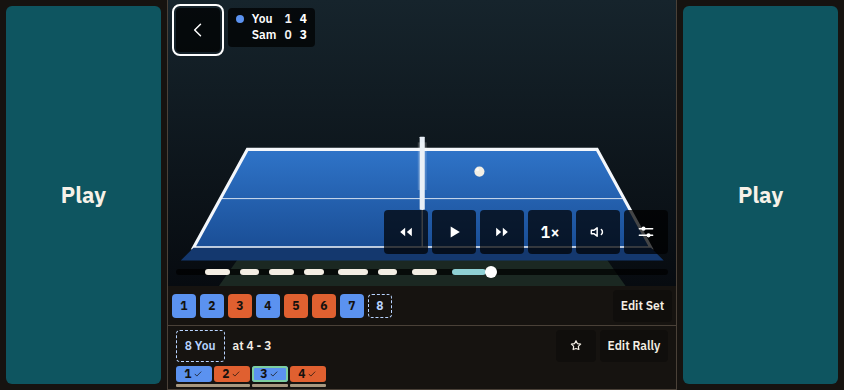 Play
You 1 4
Sam 0 3
1×
1 2 3 4 5 6 7 8
Edit Set
8 You at 4 - 3
Edit Rally
1 2 3 4
Play